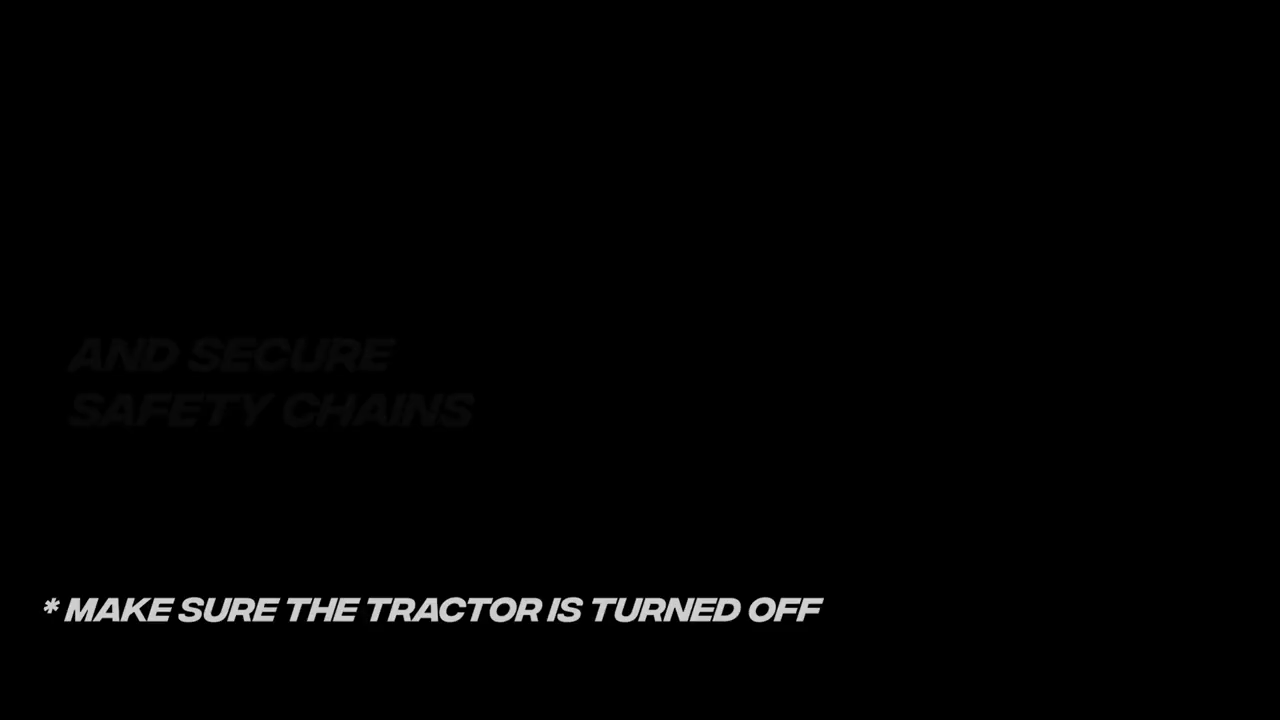 AND SECURE
SAFETY CHAINS
* MAKE SURE THE TRACTOR IS TURNED OFF